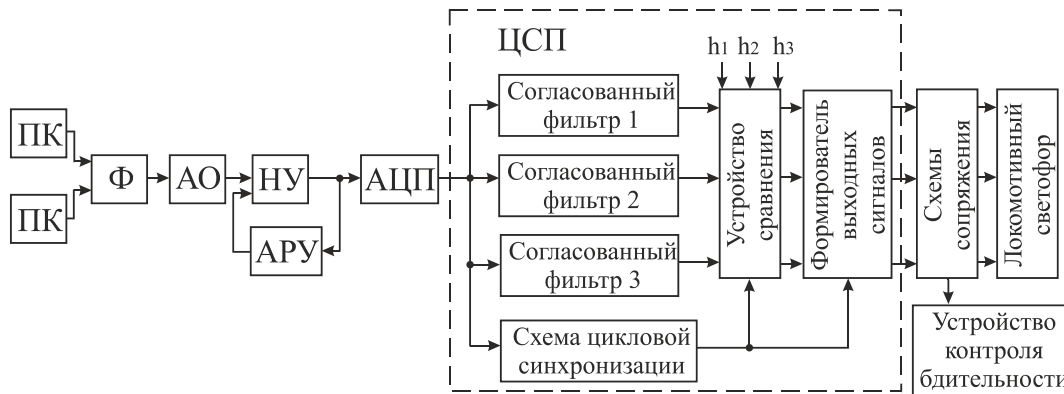 ЦСП
h1 h2 h3
ПК
ПК
Ф
АО
НУ
АРУ
АЦП
Согласованный
фильтр 1
Согласованный
фильтр 2
Согласованный
фильтр 3
Схема цикловой
синхронизации
Устройство
сравнения
Формирователь
выходных
сигналов
Схемы
сопряжения
Локомотивный
светофор
Устройство
контроля
бдительности